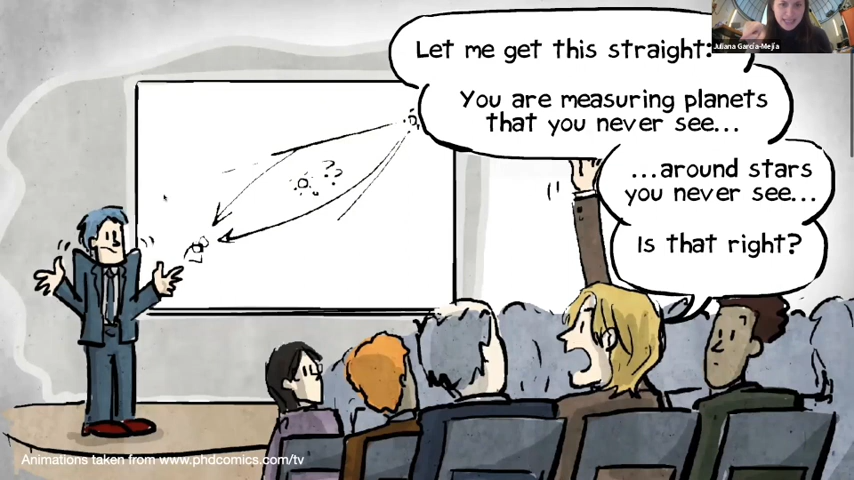 Juliana García-Mejía
Let me get this straight:
You are measuring planets
that you never see...
...around stars
you never see...
Is that right?
??
Animations taken from www.phdcomics.com/tv